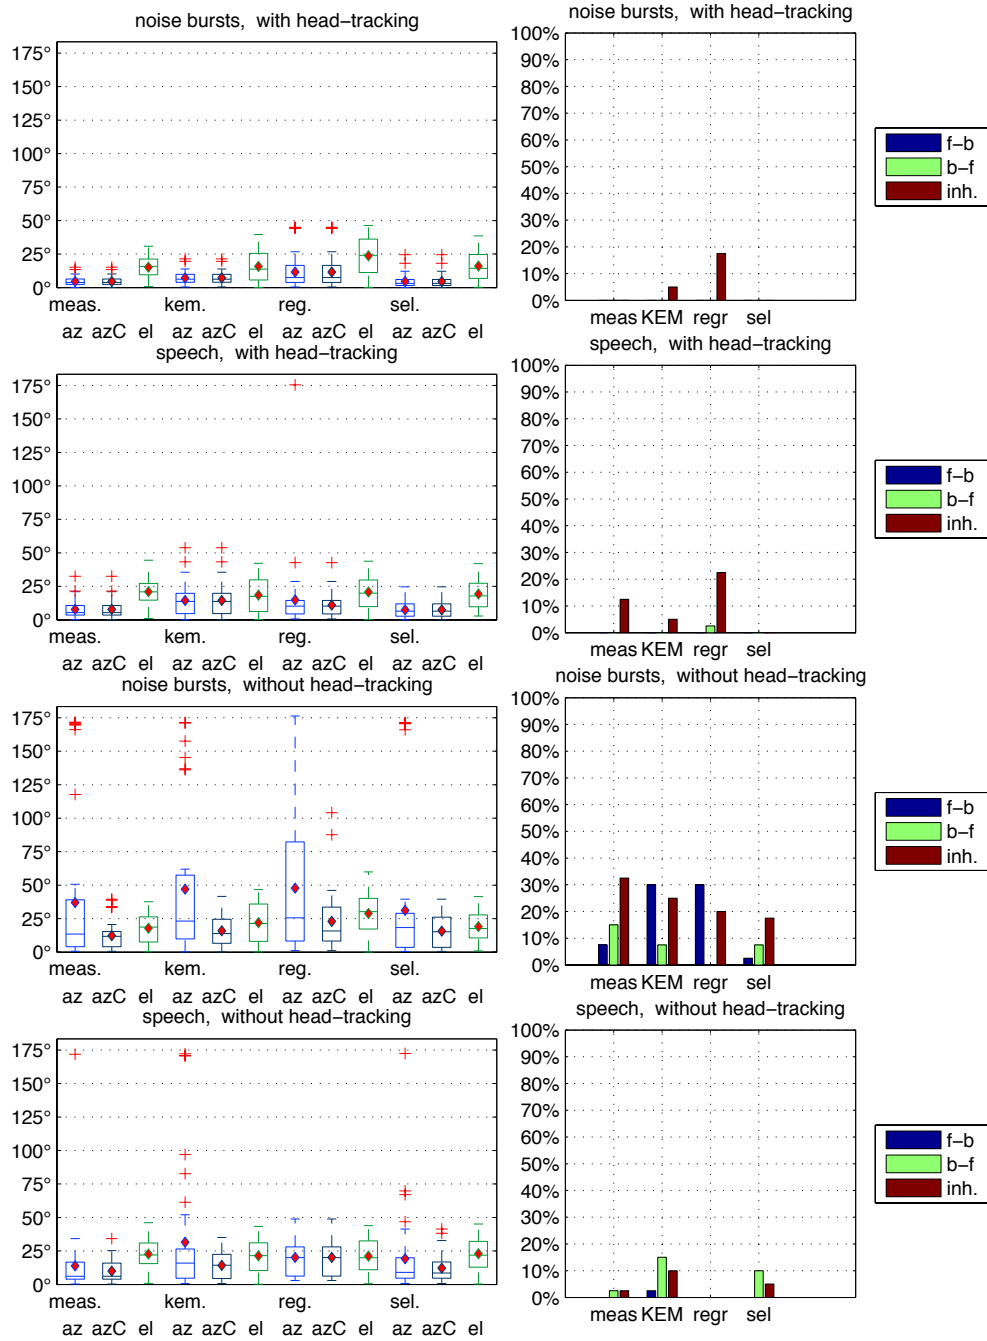 noise bursts, with head-tracking
175°
150°
125°
100°
75°
50°
25°
0°
meas. kem. reg. sel.
az azC el az azC el az azC el az azC el
noise bursts, with head-tracking
100%
90%
80%
70%
60%
50%
40%
30%
20%
10%
0%
meas KEM regr sel
f-b
b-f
inh.
speech, with head-tracking
175°
150°
125°
100°
75°
50°
25°
0°
meas. kem. reg. sel.
az azC el az azC el az azC el az azC el
speech, with head-tracking
100%
90%
80%
70%
60%
50%
40%
30%
20%
10%
0%
meas KEM regr sel
f-b
b-f
inh.
noise bursts, without head-tracking
175°
150°
125°
100°
75°
50°
25°
0°
meas. kem. reg. sel.
az azC el az azC el az azC el az azC el
noise bursts, without head-tracking
100%
90%
80%
70%
60%
50%
40%
30%
20%
10%
0%
meas KEM regr sel
f-b
b-f
inh.
speech, without head-tracking
175°
150°
125°
100°
75°
50°
25°
0°
meas. kem. reg. sel.
az azC el az azC el az azC el az azC el
speech, without head-tracking
100%
90%
80%
70%
60%
50%
40%
30%
20%
10%
0%
meas KEM regr sel
f-b
b-f
inh.